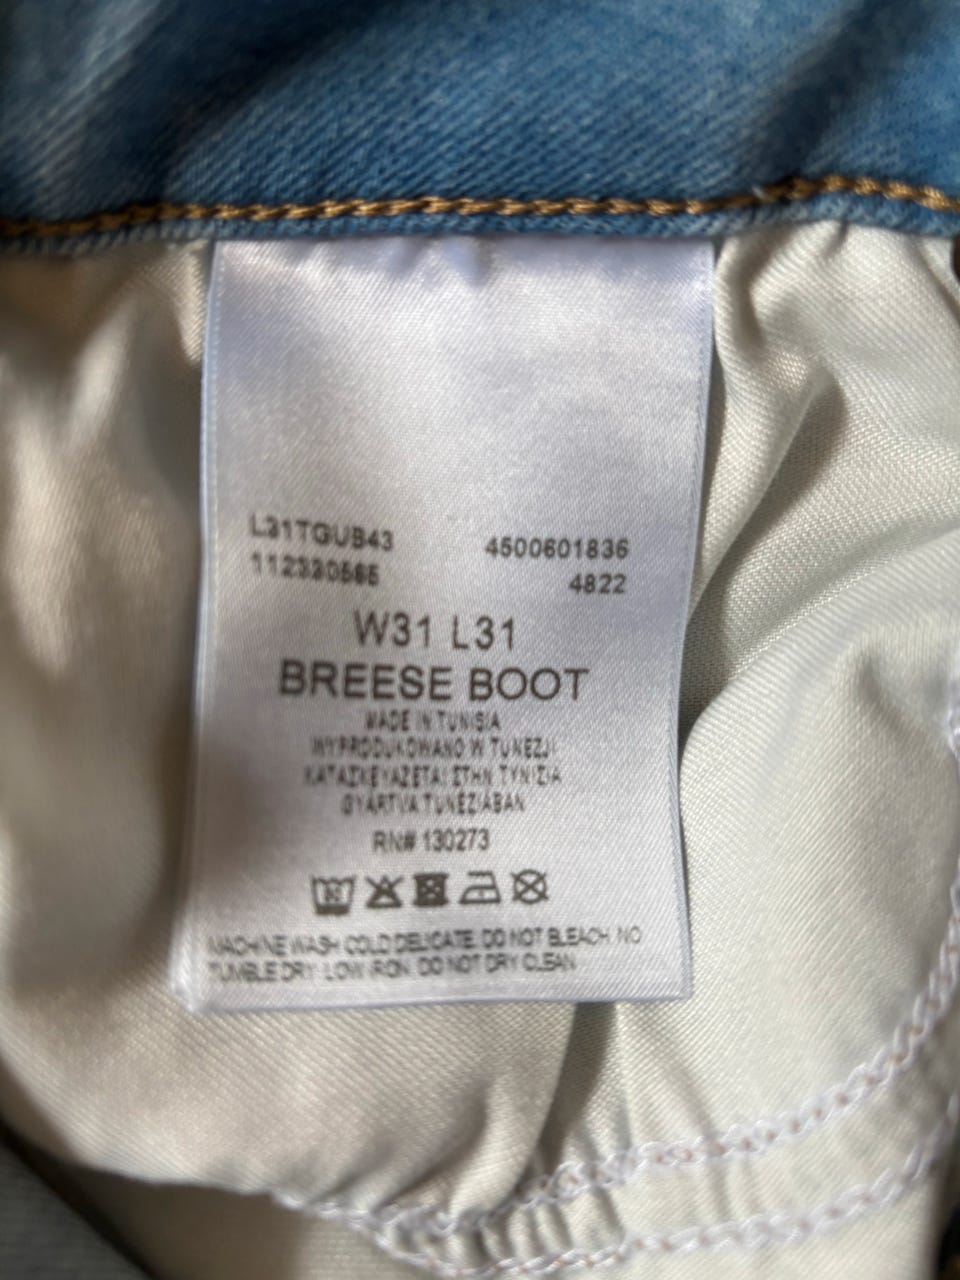 L31TGUB43 4500601836
112330565 4822
W31 L31
BREESE BOOT
MADE IN TUNISIA
WYPRODUKOWANO W TUNEZJI
ΚΑΤΑΣΚΕΥΑΖΕΤΑΙ ΣΤΗΝ ΤΥΝΙΖΙΑ
GYÁRTVA TUNÉZIÁBAN
RN# 130273
MACHINE WASH COLD DELICATE. DO NOT BLEACH. NO
TUMBLE DRY. LOW IRON. DO NOT DRY CLEAN